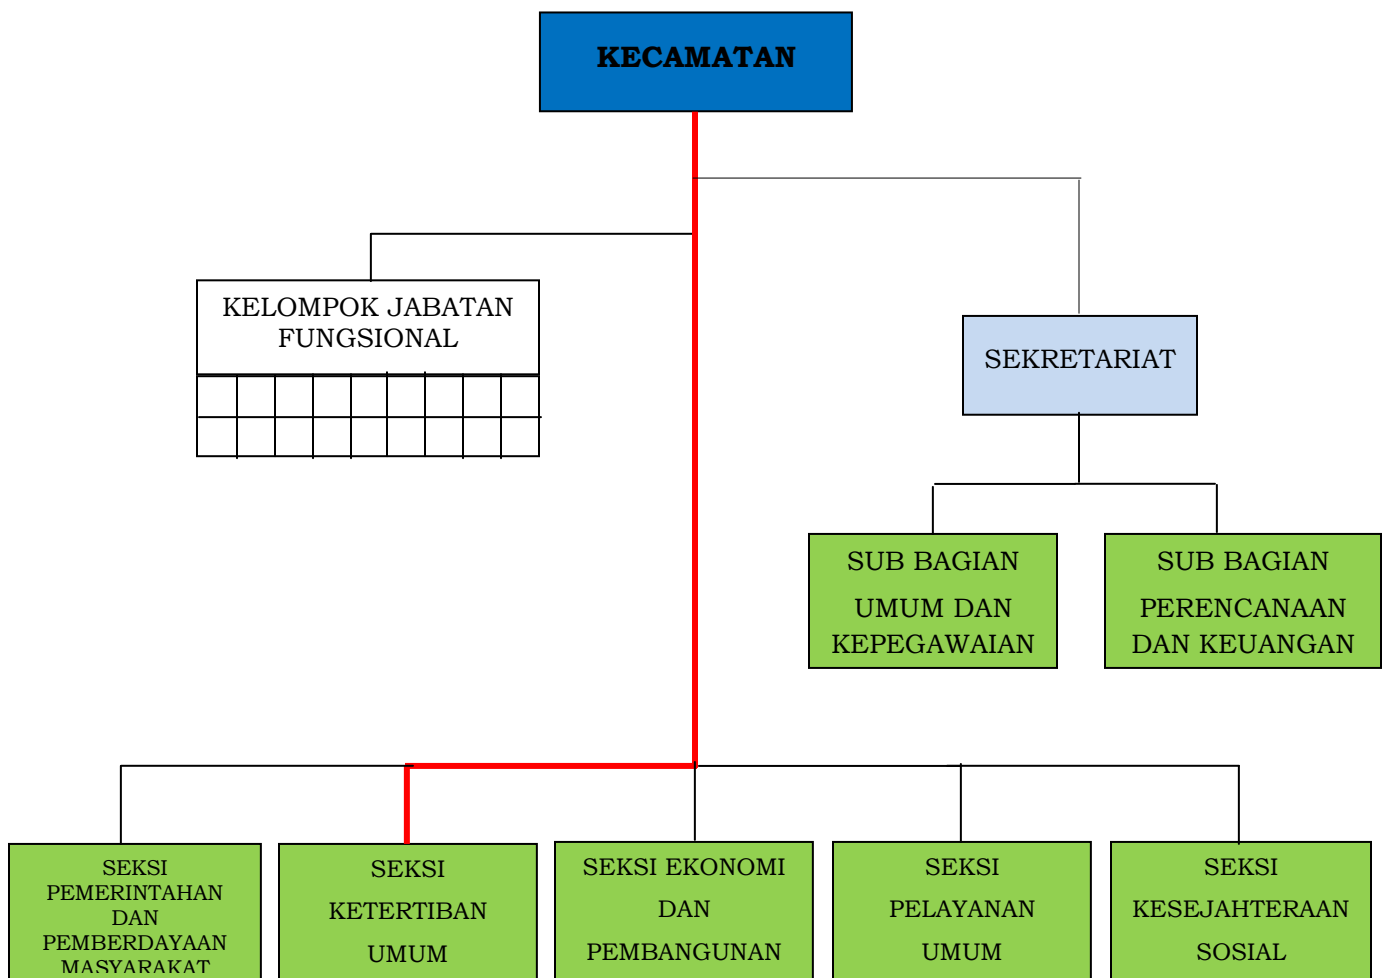 KECAMATAN
KELOMPOK JABATAN
FUNGSIONAL
SEKRETARIAT
SUB BAGIAN
UMUM DAN
KEPEGAWAIAN
SUB BAGIAN
PERENCANAAN
DAN KEUANGAN
SEKSI
PEMERINTAHAN
DAN
PEMBERDAYAAN
MASYARAKAT
SEKSI
KETERTIBAN
UMUM
SEKSI EKONOMI
DAN
PEMBANGUNAN
SEKSI
PELAYANAN
UMUM
SEKSI
KESEJAHTERAAN
SOSIAL